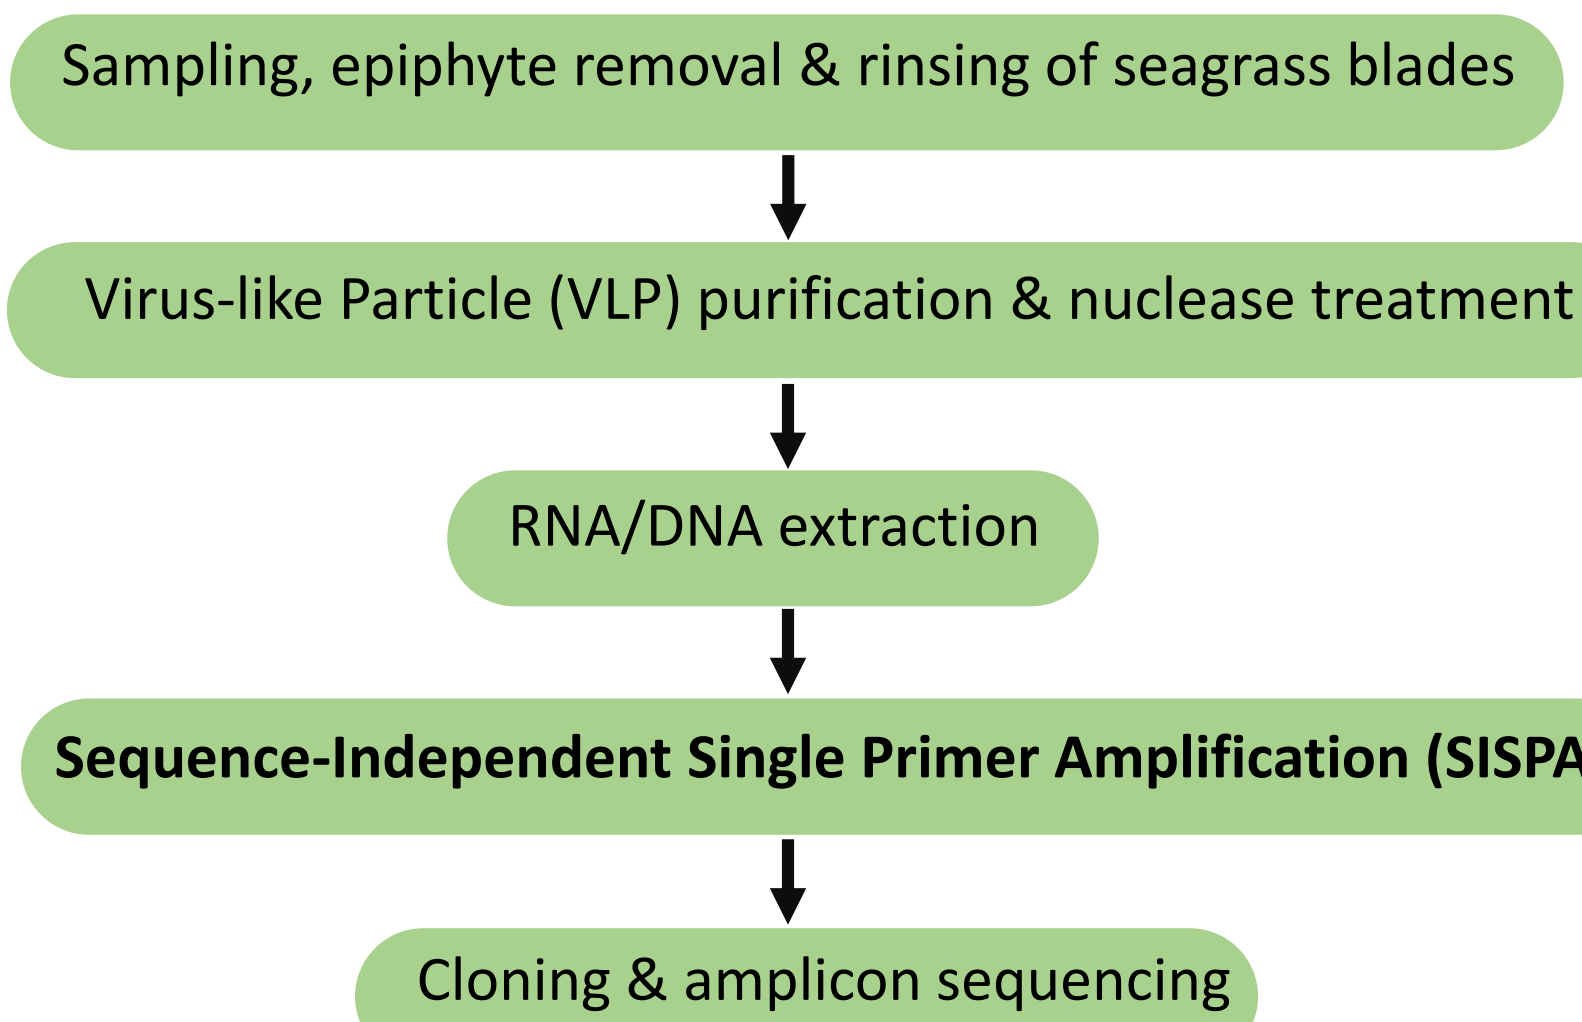 Sampling, epiphyte removal & rinsing of seagrass blades
Virus-like Particle (VLP) purification & nuclease treatment
RNA/DNA extraction
Sequence-Independent Single Primer Amplification (SISPA
Cloning & amplicon sequencing